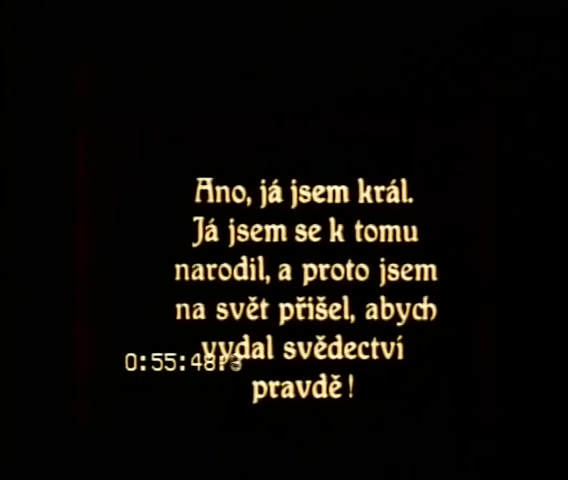 Ano, já jsem král.
Já jsem se k tomu
narodil, a proto jsem
na svět přišel, abych
vydal svědectví
0:55:48
pravdě!